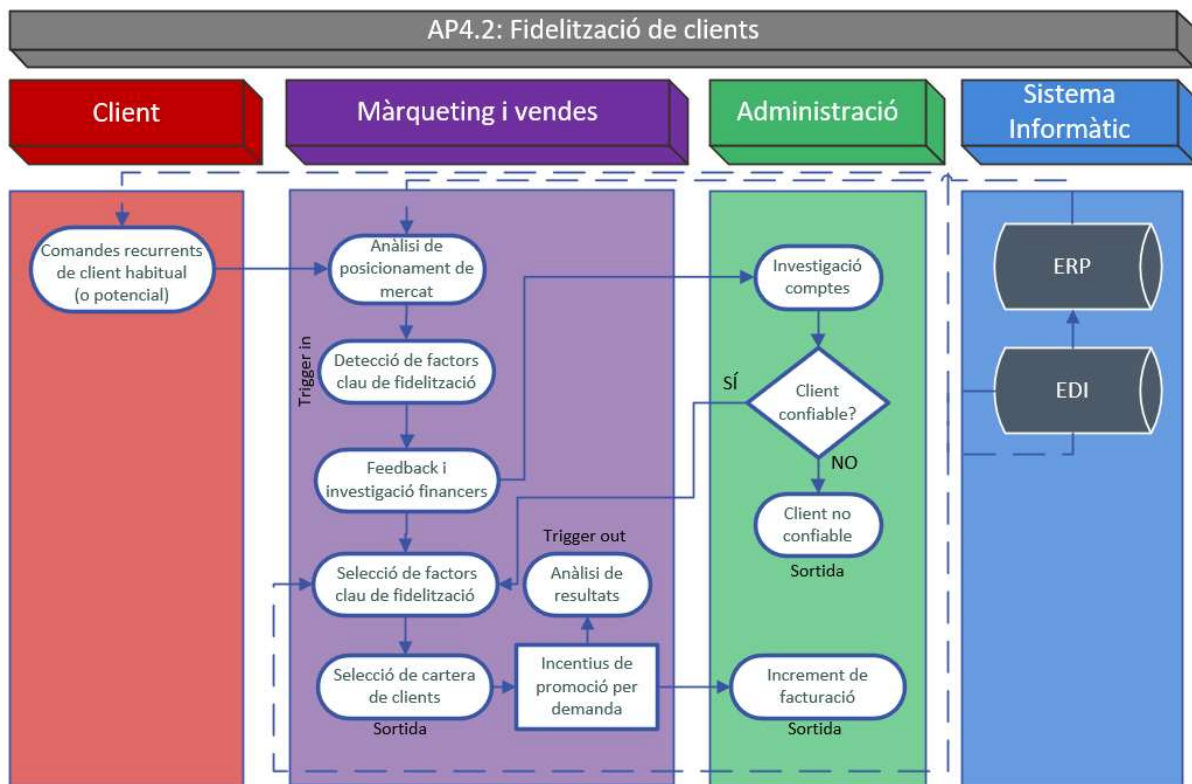 AP4.2: Fidelització de clients
Client
Màrqueting i vendes
Administració
Sistema
Informàtic
Comandes recurrents
de client habitual
(o potencial)
Anàlisi de
posicionament de
mercat
Trigger in
Detecció de factors
clau de fidelització
Feedback i
investigació financers
Selecció de factors
clau de fidelització
Selecció de cartera
de clients
Sortida
Trigger out
Anàlisi de
resultats
Incentius de
promoció per
demanda
Investigació
comptes
SÍ
Client
confiable?
NO
Client no
confiable
Sortida
Increment de
facturació
Sortida
ERP
EDI